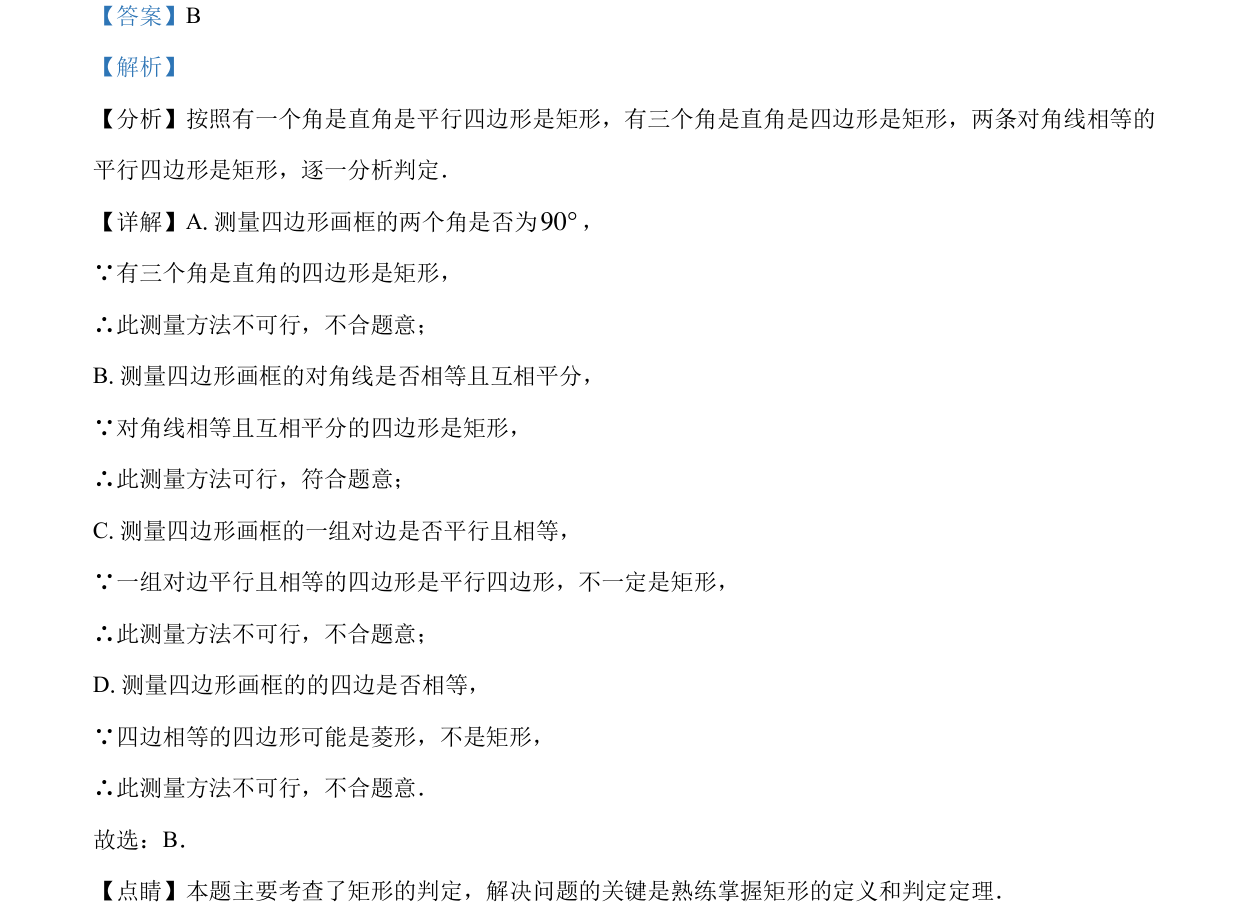 【答案】B
【解析】
【分析】按照有一个角是直角是平行四边形是矩形，有三个角是直角是四边形是矩形，两条对角线相等的
平行四边形是矩形，逐一分析判定．
【详解】A. 测量四边形画框的两个角是否为90°，
∵有三个角是直角的四边形是矩形，
∴此测量方法不可行，不合题意；
B. 测量四边形画框的对角线是否相等且互相平分，
∵对角线相等且互相平分的四边形是矩形，
∴此测量方法可行，符合题意；
C. 测量四边形画框的一组对边是否平行且相等，
∵一组对边平行且相等的四边形是平行四边形，不一定是矩形，
∴此测量方法不可行，不合题意；
D. 测量四边形画框的的四边是否相等，
∵四边相等的四边形可能是菱形，不是矩形，
∴此测量方法不可行，不合题意．
故选：B．
【点睛】本题主要考查了矩形的判定，解决问题的关键是熟练掌握矩形的定义和判定定理．